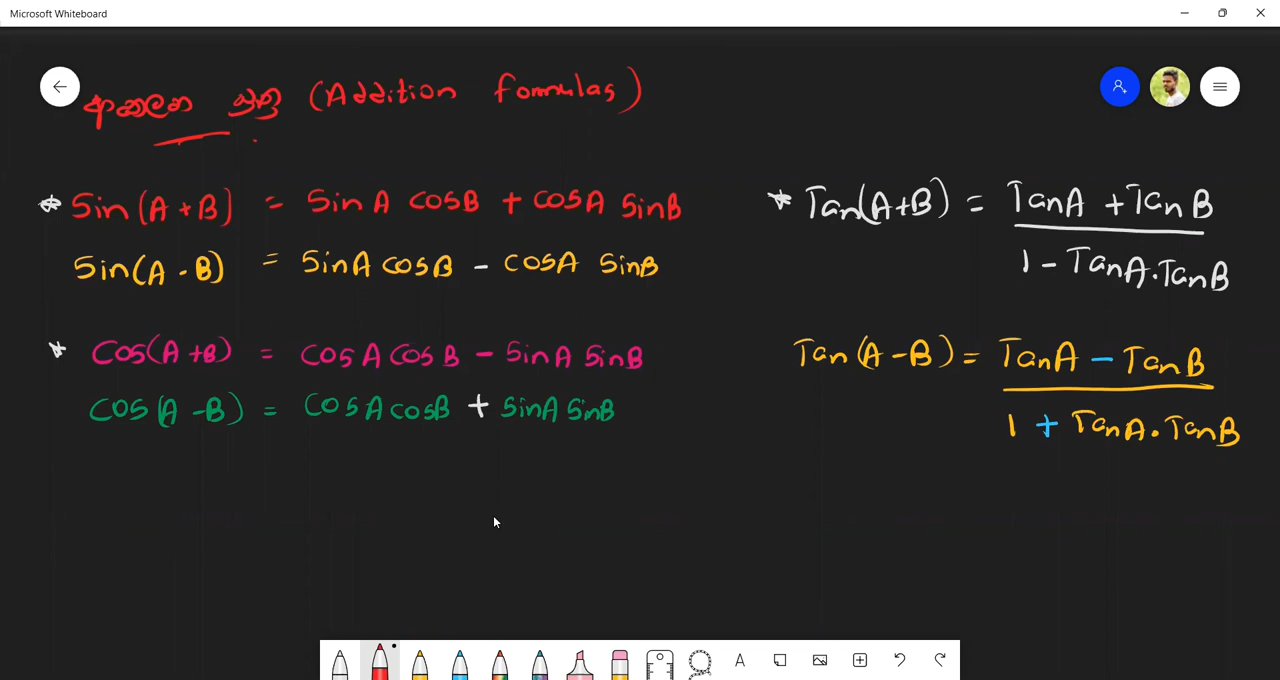 Microsoft Whiteboard
ආකලන සූත්‍ර (Addition formulas)
* Sin(A+B) = SinA cosB + cosA SinB
Sin(A-B) = SinA cosB - cosA SinB
* Cos(A+B) = cosA cosB - SinA SinB
cos(A-B) = cosA cosB + sinA SinB
* Tan(A+B) = TanA + TanB
1 - TanA.TanB
Tan(A-B) = TanA - TanB
1 + TanA.TanB
A